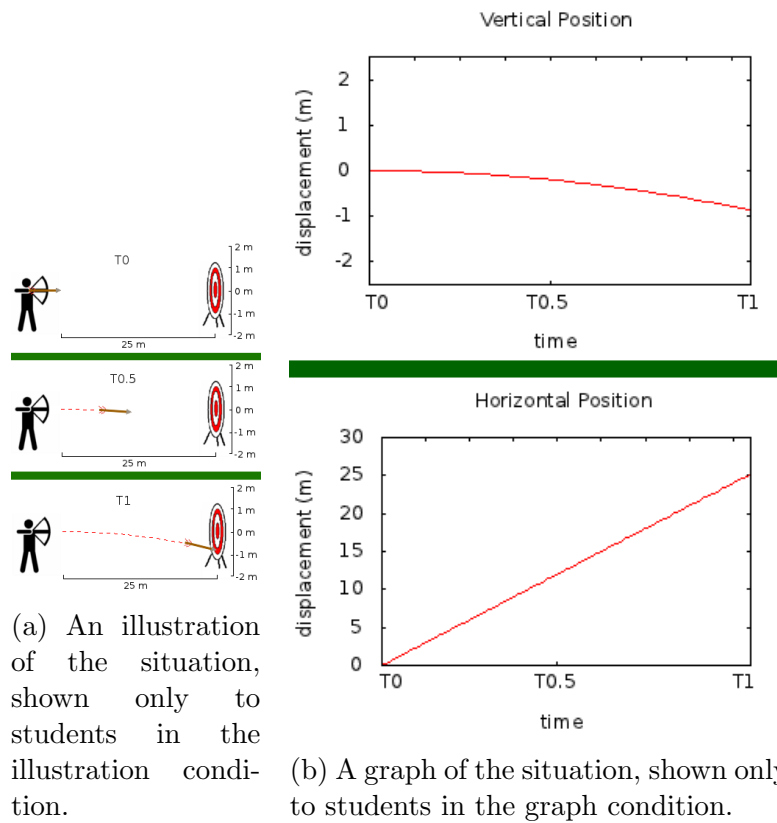 T0
2 m
1 m
0 m
-1 m
-2 m
25 m
T0.5
2 m
1 m
0 m
-1 m
-2 m
25 m
T1
2 m
1 m
0 m
-1 m
-2 m
25 m
(a) An illustration
of the situation,
shown only to
students in the
illustration condi-
tion.
Vertical Position
displacement (m)
2
1
0
-1
-2
T0 T0.5 T1
time
Horizontal Position
displacement (m)
30
25
20
15
10
5
0
T0 T0.5 T1
time
(b) A graph of the situation, shown only
to students in the graph condition.